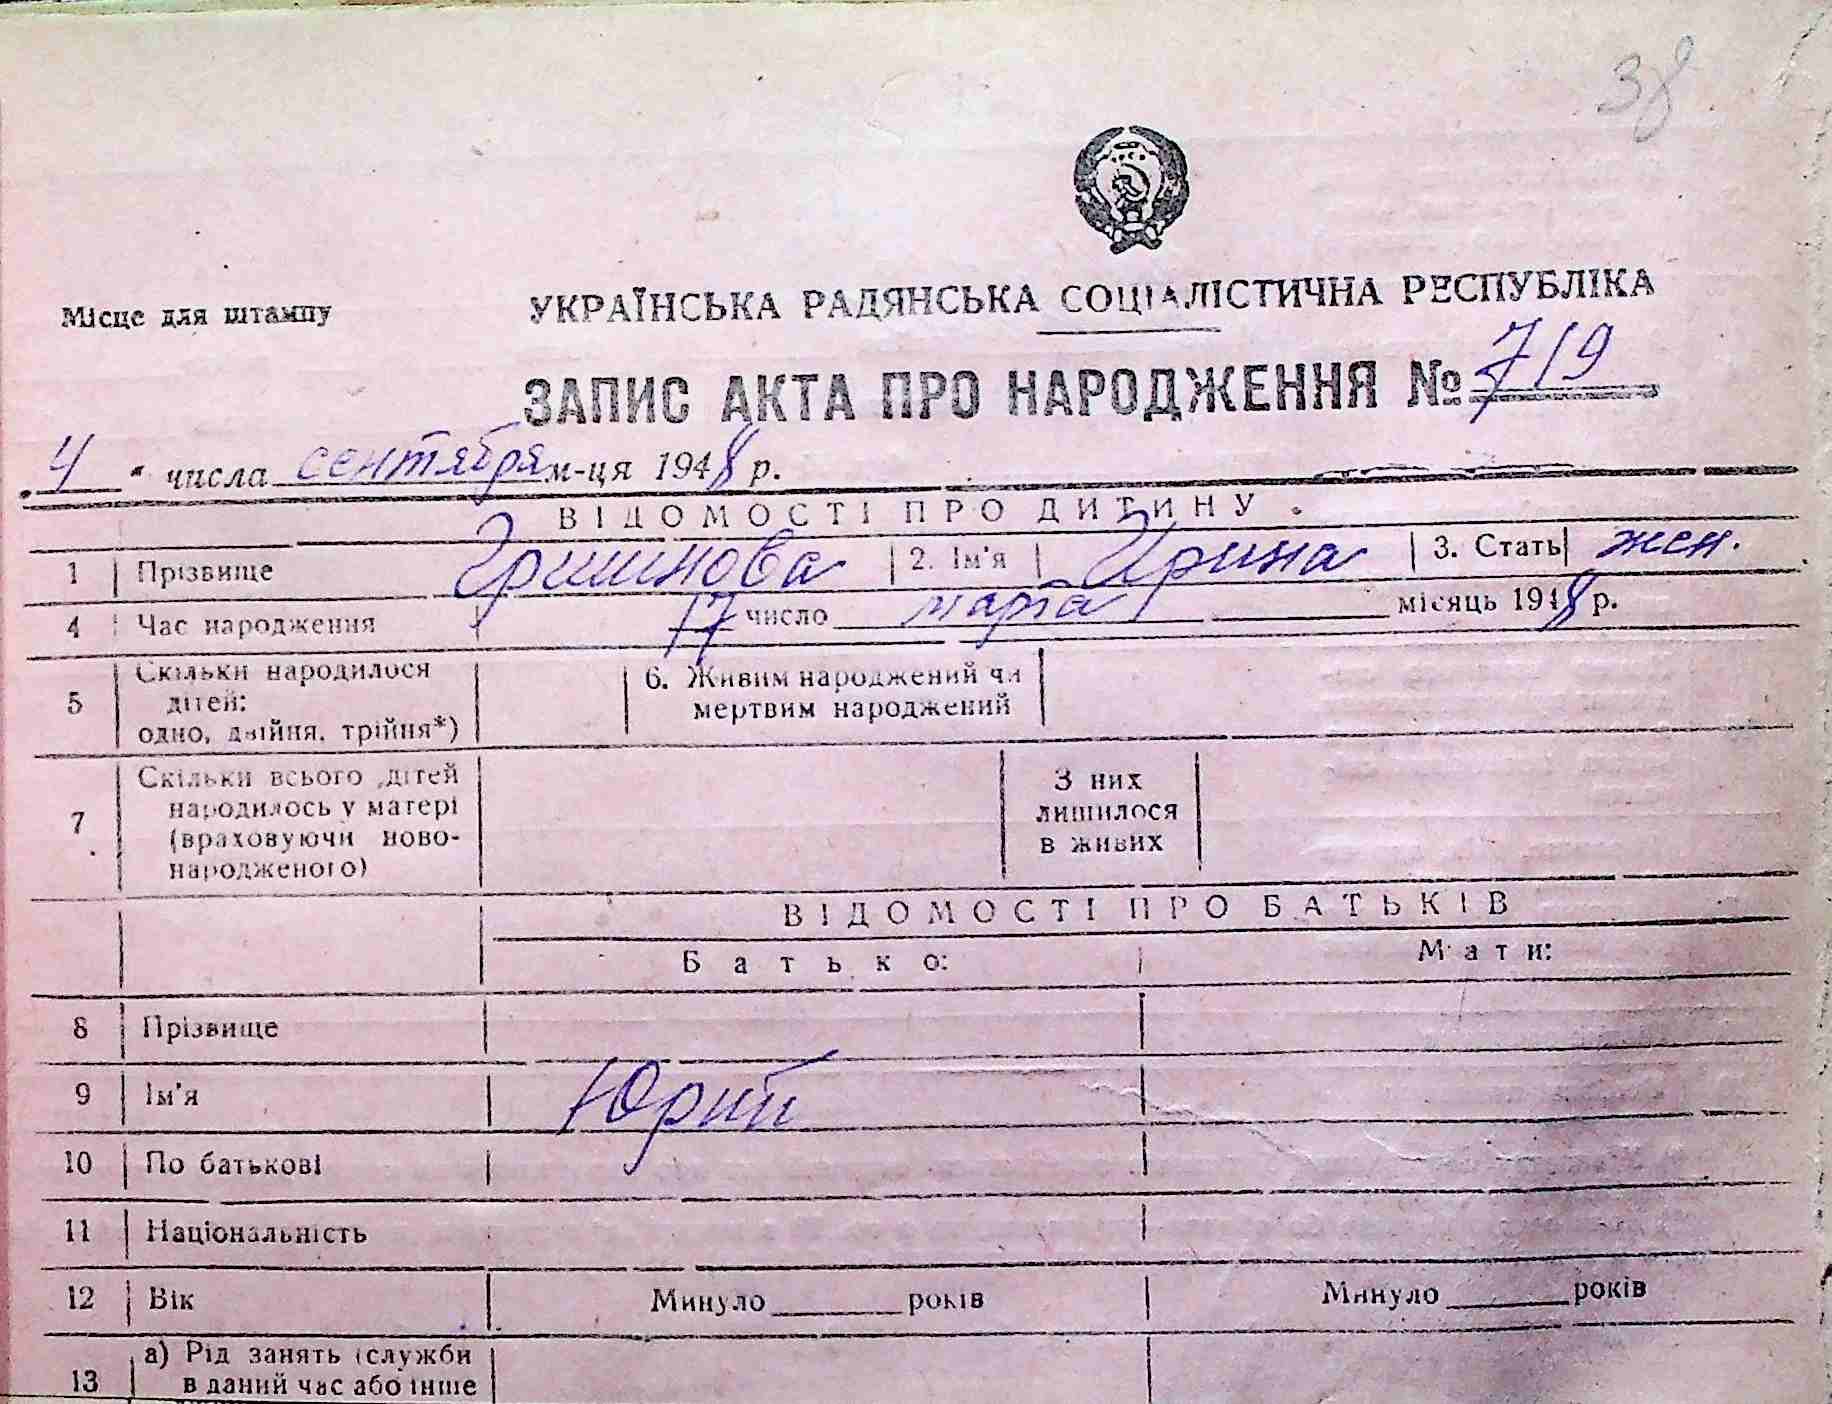 38
Місце для штампу
УКРАЇНСЬКА РАДЯНСЬКА СОЦІАЛІСТИЧНА РЕСПУБЛІКА
ЗАПИС АКТА ПРО НАРОДЖЕННЯ № 719
„4“ числа сентября м-ця 1948 р.
ВІДОМОСТІ ПРО ДИТИНУ
1 Прізвище Гришнова 2. Ім'я Ирина 3. Стать жен.
4 Час народження 17 число марта місяць 1948 р.
5 Скільки народилося дітей: одно, двійня, трійня*) 6. Живим народжений чи мертвим народжений
7 Скільки всього дітей народилось у матері (враховуючи ново-народженого) З них лишилося в живих
ВІДОМОСТІ ПРО БАТЬКІВ
Батько: Мати:
8 Прізвище
9 Ім'я Юрий
10 По батькові
11 Національність
12 Вік Минуло ______ років Минуло ______ років
13 а) Рід занять (служби в даний час або інше